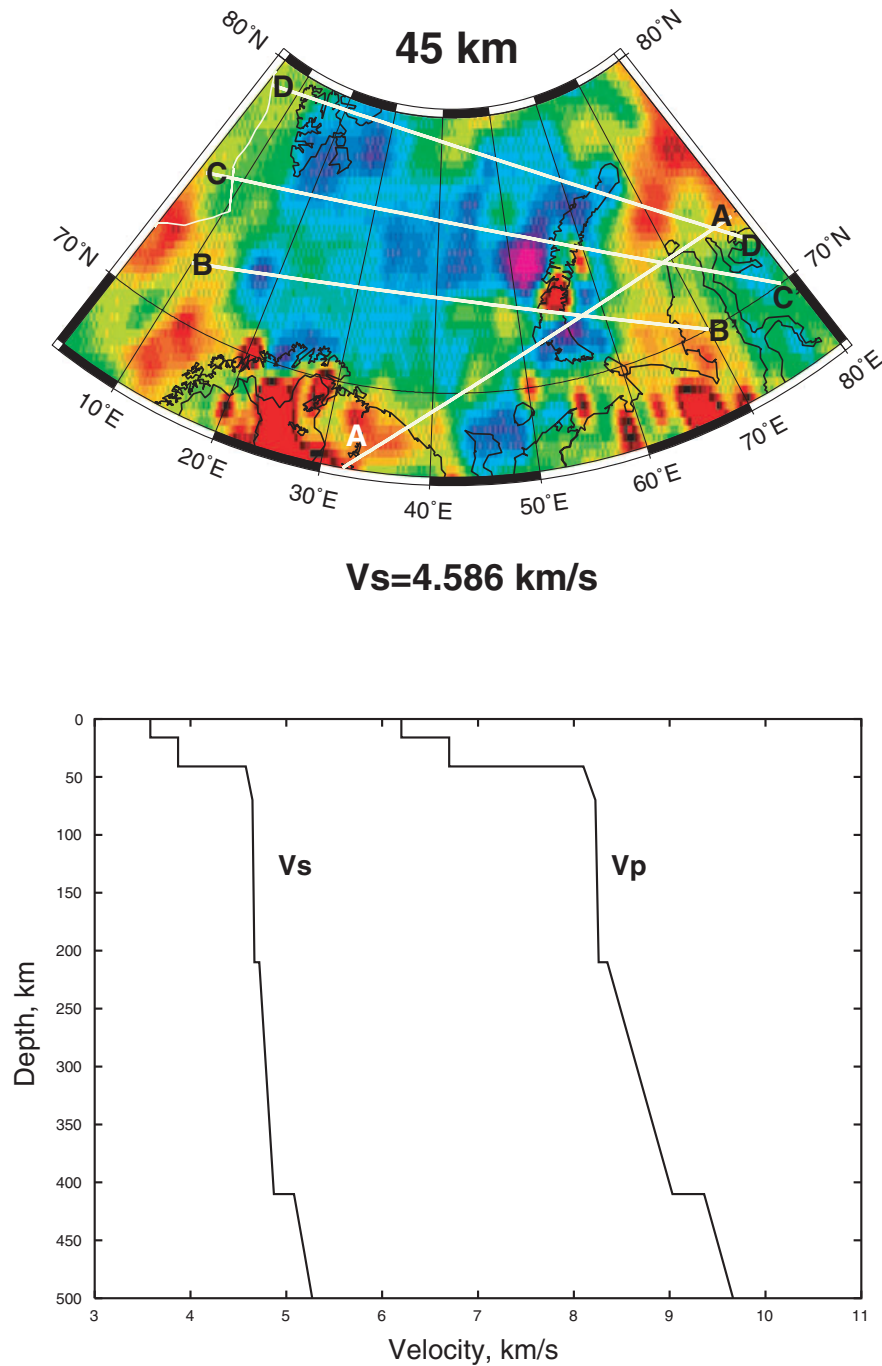 80˚N
45 km
80˚N
D
C
A
D
70˚N
B
70˚N
C
B
80˚E
10˚E
A
70˚E
20˚E
60˚E
30˚E
40˚E
50˚E
Vs=4.586 km/s
0
50
100
Vs
Vp
150
200
250
300
350
400
450
500
Depth, km
3 4 5 6 7 8 9 10 11
Velocity, km/s